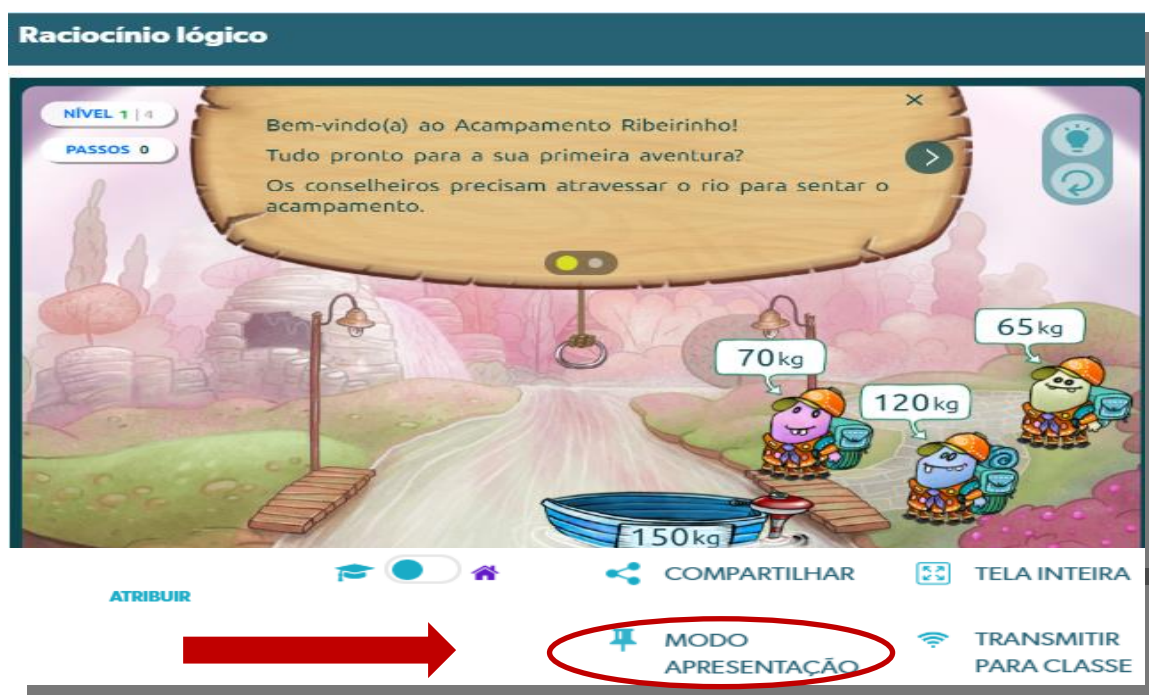 Raciocínio lógico
NÍVEL 1 | 4
PASSOS 0
Bem-vindo(a) ao Acampamento Ribeirinho!
Tudo pronto para a sua primeira aventura?
Os conselheiros precisam atravessar o rio para sentar o
acampamento.
65kg
70kg
120kg
150kg
ATRIBUIR
COMPARTILHAR
TELA INTEIRA
MODO
APRESENTAÇÃO
TRANSMITIR
PARA CLASSE